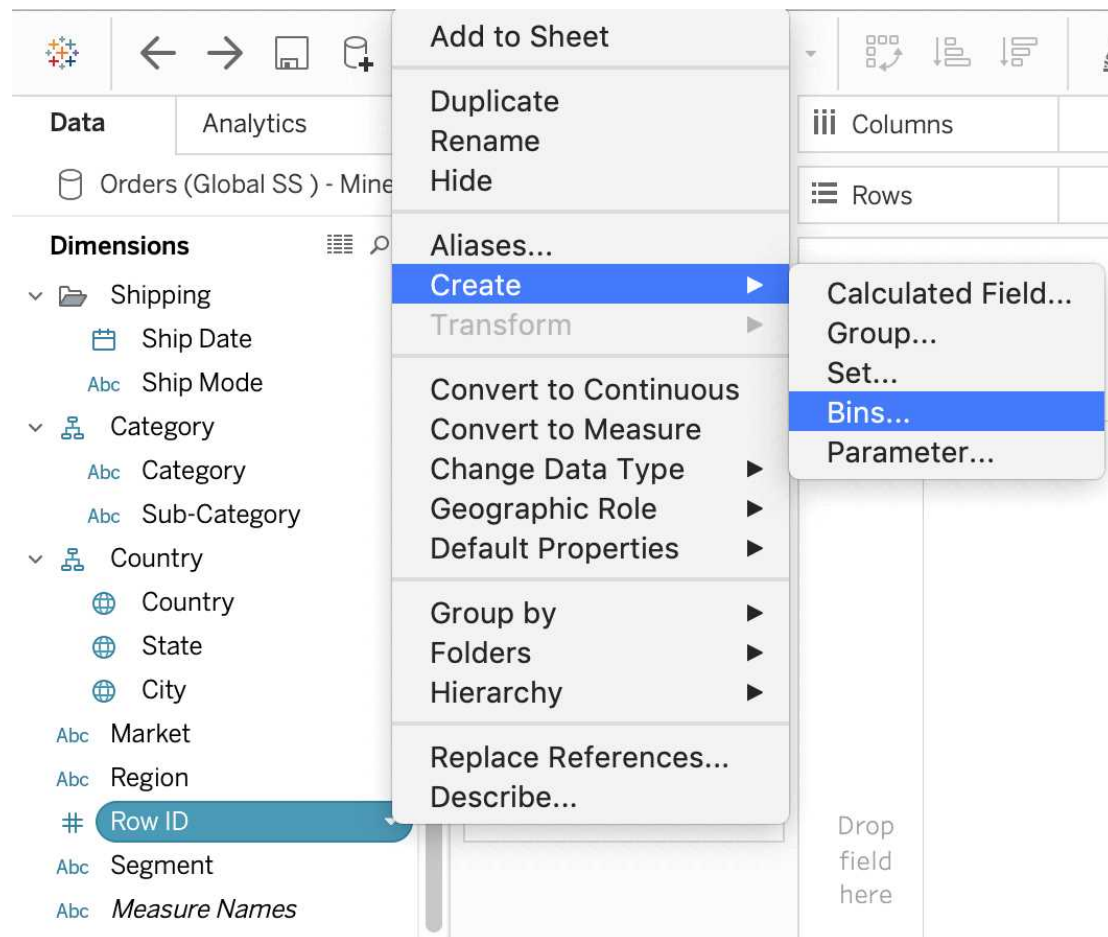 Data
Analytics
Orders (Global SS ) - Mine
Dimensions
Shipping
Ship Date
Abc Ship Mode
Category
Abc Category
Abc Sub-Category
Country
Country
State
City
Abc Market
Abc Region
Row ID
Abc Segment
Abc Measure Names
Add to Sheet
Duplicate
Rename
Hide
Aliases...
Create
Transform
Convert to Continuous
Convert to Measure
Change Data Type
Geographic Role
Default Properties
Group by
Folders
Hierarchy
Replace References...
Describe...
Columns
Rows
Calculated Field...
Group...
Set...
Bins...
Parameter...
Drop
field
here